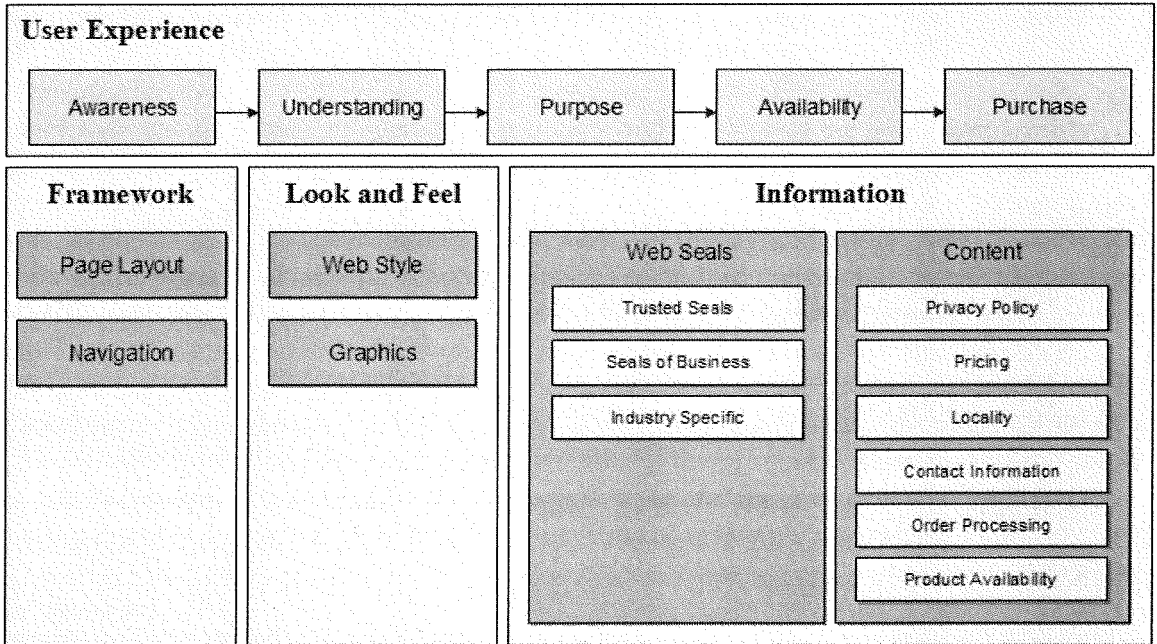 User Experience
Awareness
Understanding
Purpose
Availability
Purchase
Framework
Page Layout
Navigation
Look and Feel
Web Style
Graphics
Information
Web Seals
Trusted Seals
Seals of Business
Industry Specific
Content
Privacy Policy
Pricing
Locality
Contact Information
Order Processing
Product Availability